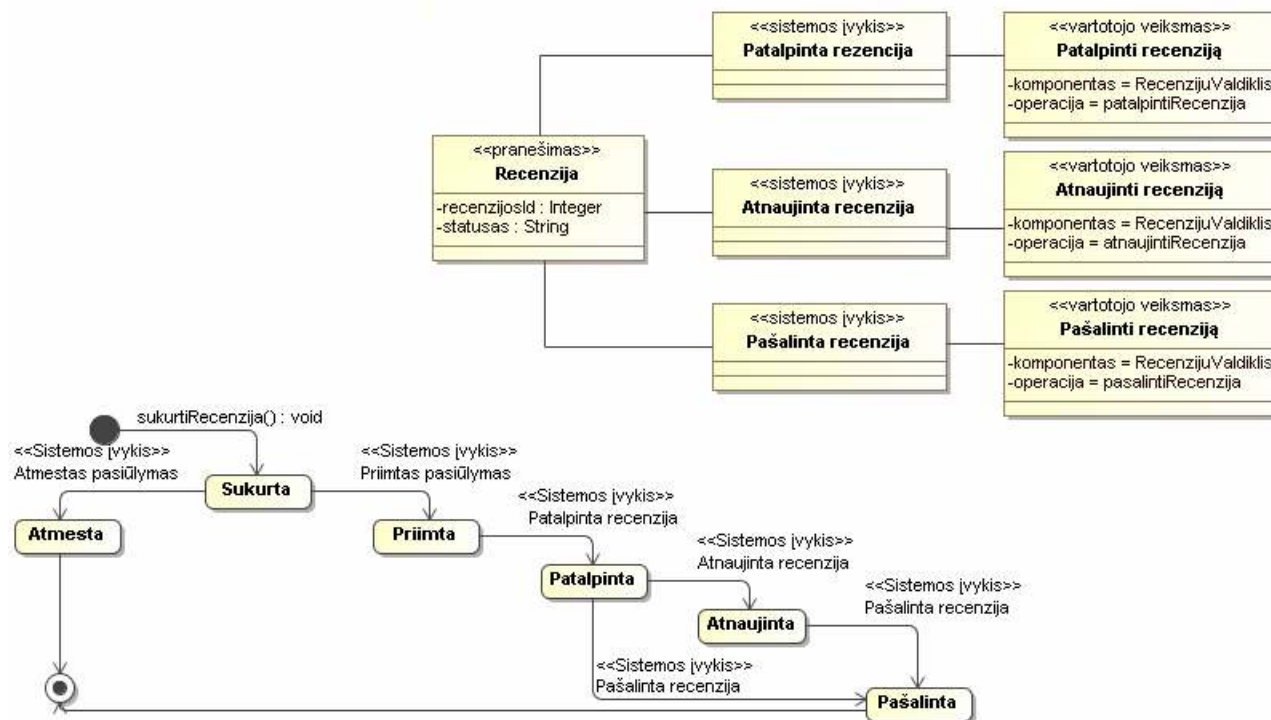 <<sistemos įvykis>>
Patalpinta rezencija
<<vartotojo veiksmas>>
Patalpinti recenziją
-komponentas = RecenzijuValdiklis
-operacija = patalpintiRecenzija
<<pranešimas>>
Recenzija
-recenzijosId : Integer
-statusas : String
<<sistemos įvykis>>
Atnaujinta recenzija
<<vartotojo veiksmas>>
Atnaujinti recenziją
-komponentas = RecenzijuValdiklis
-operacija = atnaujintiRecenzija
<<sistemos įvykis>>
Pašalinta recenzija
<<vartotojo veiksmas>>
Pašalinti recenziją
-komponentas = RecenzijuValdiklis
-operacija = pasalintiRecenzija
sukurtiRecenzija() : void
<<Sistemos įvykis>>
Atmestas pasiūlymas
<<Sistemos įvykis>>
Priimtas pasiūlymas
Sukurta
Atmesta
Priimta
<<Sistemos įvykis>>
Patalpinta recenzija
Patalpinta
<<Sistemos įvykis>>
Atnaujinta recenzija
Atnaujinta
<<Sistemos įvykis>>
Pašalinta recenzija
<<Sistemos įvykis>>
Pašalinta recenzija
Pašalinta